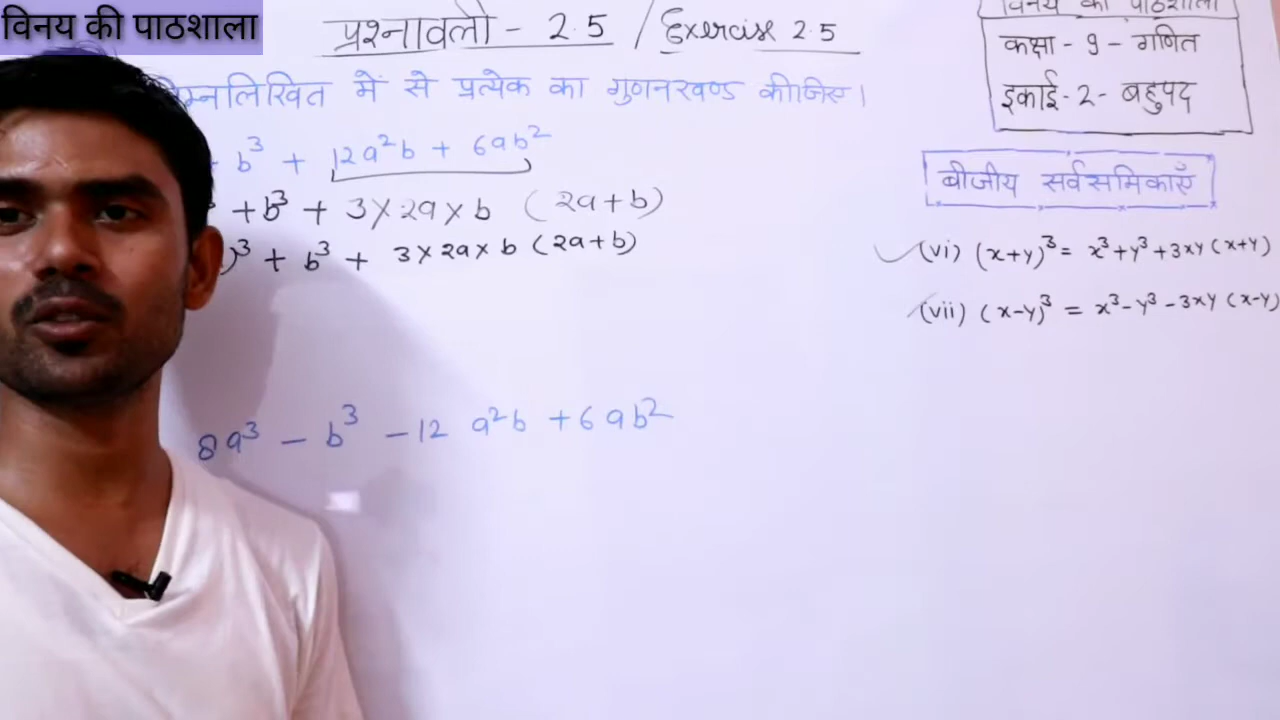 विनय की पाठशाला
प्रश्नावली - 2.5 / Exercise 2.5
विनय की पाठशाला
कक्षा - 9 - गणित
इकाई - 2 - बहुपद
में से प्रत्येक का गुणनखण्ड कीजिए।
b³ + 12a²b + 6ab²
+ b³ + 3 × 2a × b (2a+b)
)³ + b³ + 3 × 2a × b (2a+b)
8a³ - b³ - 12 a²b + 6ab²
बीजीय सर्वसमिकाएँ
(vi) (x+y)³ = x³+y³+3xy(x+y)
(vii) (x-y)³ = x³-y³-3xy(x-y)